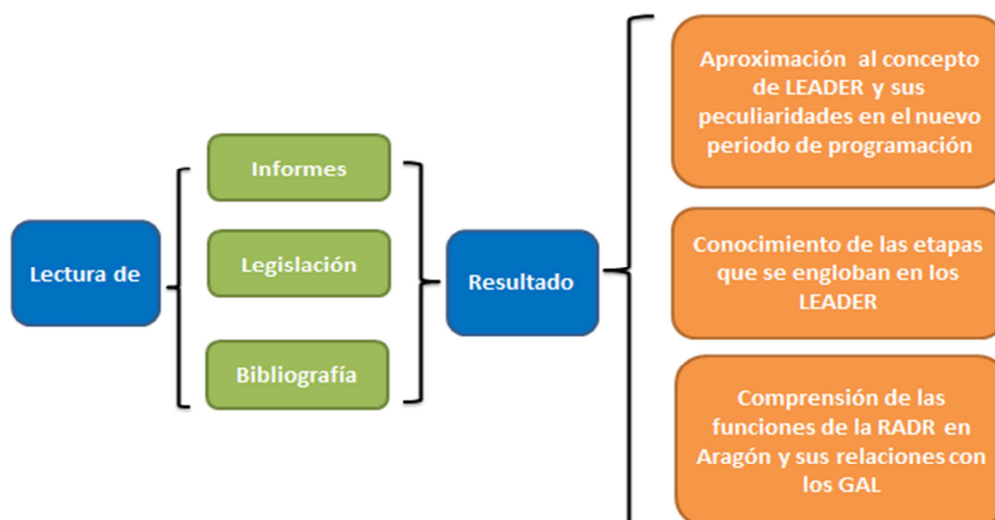 Lectura de
Informes
Legislación
Bibliografía
Resultado
Aproximación al concepto
de LEADER y sus
peculiaridades en el nuevo
periodo de programación
Conocimiento de las etapas
que se engloban en los
LEADER
Comprensión de las
funciones de la RADR en
Aragón y sus relaciones con
los GAL